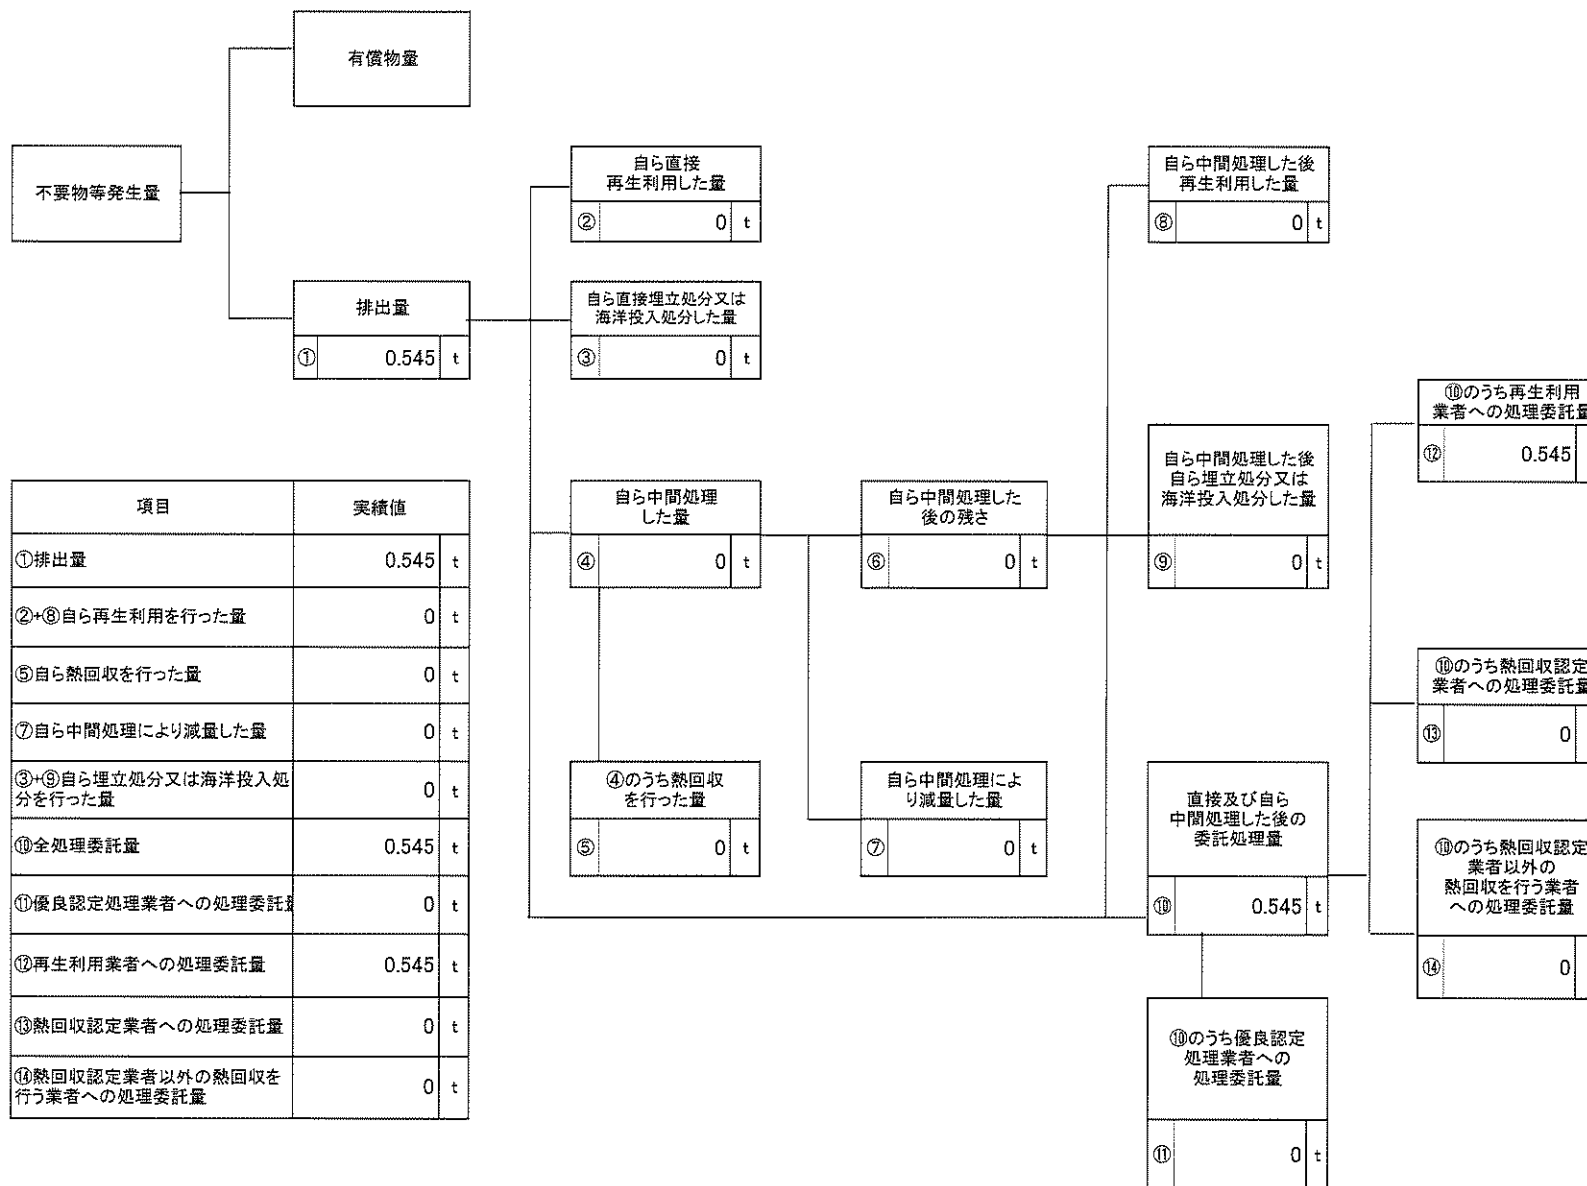 有償物量
不要物等発生量
排出量
① 0.545 t
自ら直接
再生利用した量
② 0 t
自ら直接埋立処分又は
海洋投入処分した量
③ 0 t
自ら中間処理
した量
④ 0 t
④のうち熱回収
を行った量
⑤ 0 t
自ら中間処理した
後の残さ
⑥ 0 t
自ら中間処理によ
り減量した量
⑦ 0 t
自ら中間処理した後
再生利用した量
⑧ 0 t
自ら中間処理した後
自ら埋立処分又は
海洋投入処分した量
⑨ 0 t
直接及び自ら
中間処理した後の
委託処理量
⑩ 0.545 t
⑩のうち優良認定
処理業者への
処理委託量
⑪ 0 t
⑩のうち再生利用
業者への処理委託量
⑫ 0.545
⑩のうち熱回収認定
業者への処理委託量
⑬ 0
⑩のうち熱回収認定
業者以外の
熱回収を行う業者
への処理委託量
⑭ 0
項目 実績値
①排出量 0.545 t
②+⑧自ら再生利用を行った量 0 t
⑤自ら熱回収を行った量 0 t
⑦自ら中間処理により減量した量 0 t
③+⑨自ら埋立処分又は海洋投入処
分を行った量 0 t
⑩全処理委託量 0.545 t
⑪優良認定処理業者への処理委託量 0 t
⑫再生利用業者への処理委託量 0.545 t
⑬熱回収認定業者への処理委託量 0 t
⑭熱回収認定業者以外の熱回収を
行う業者への処理委託量 0 t